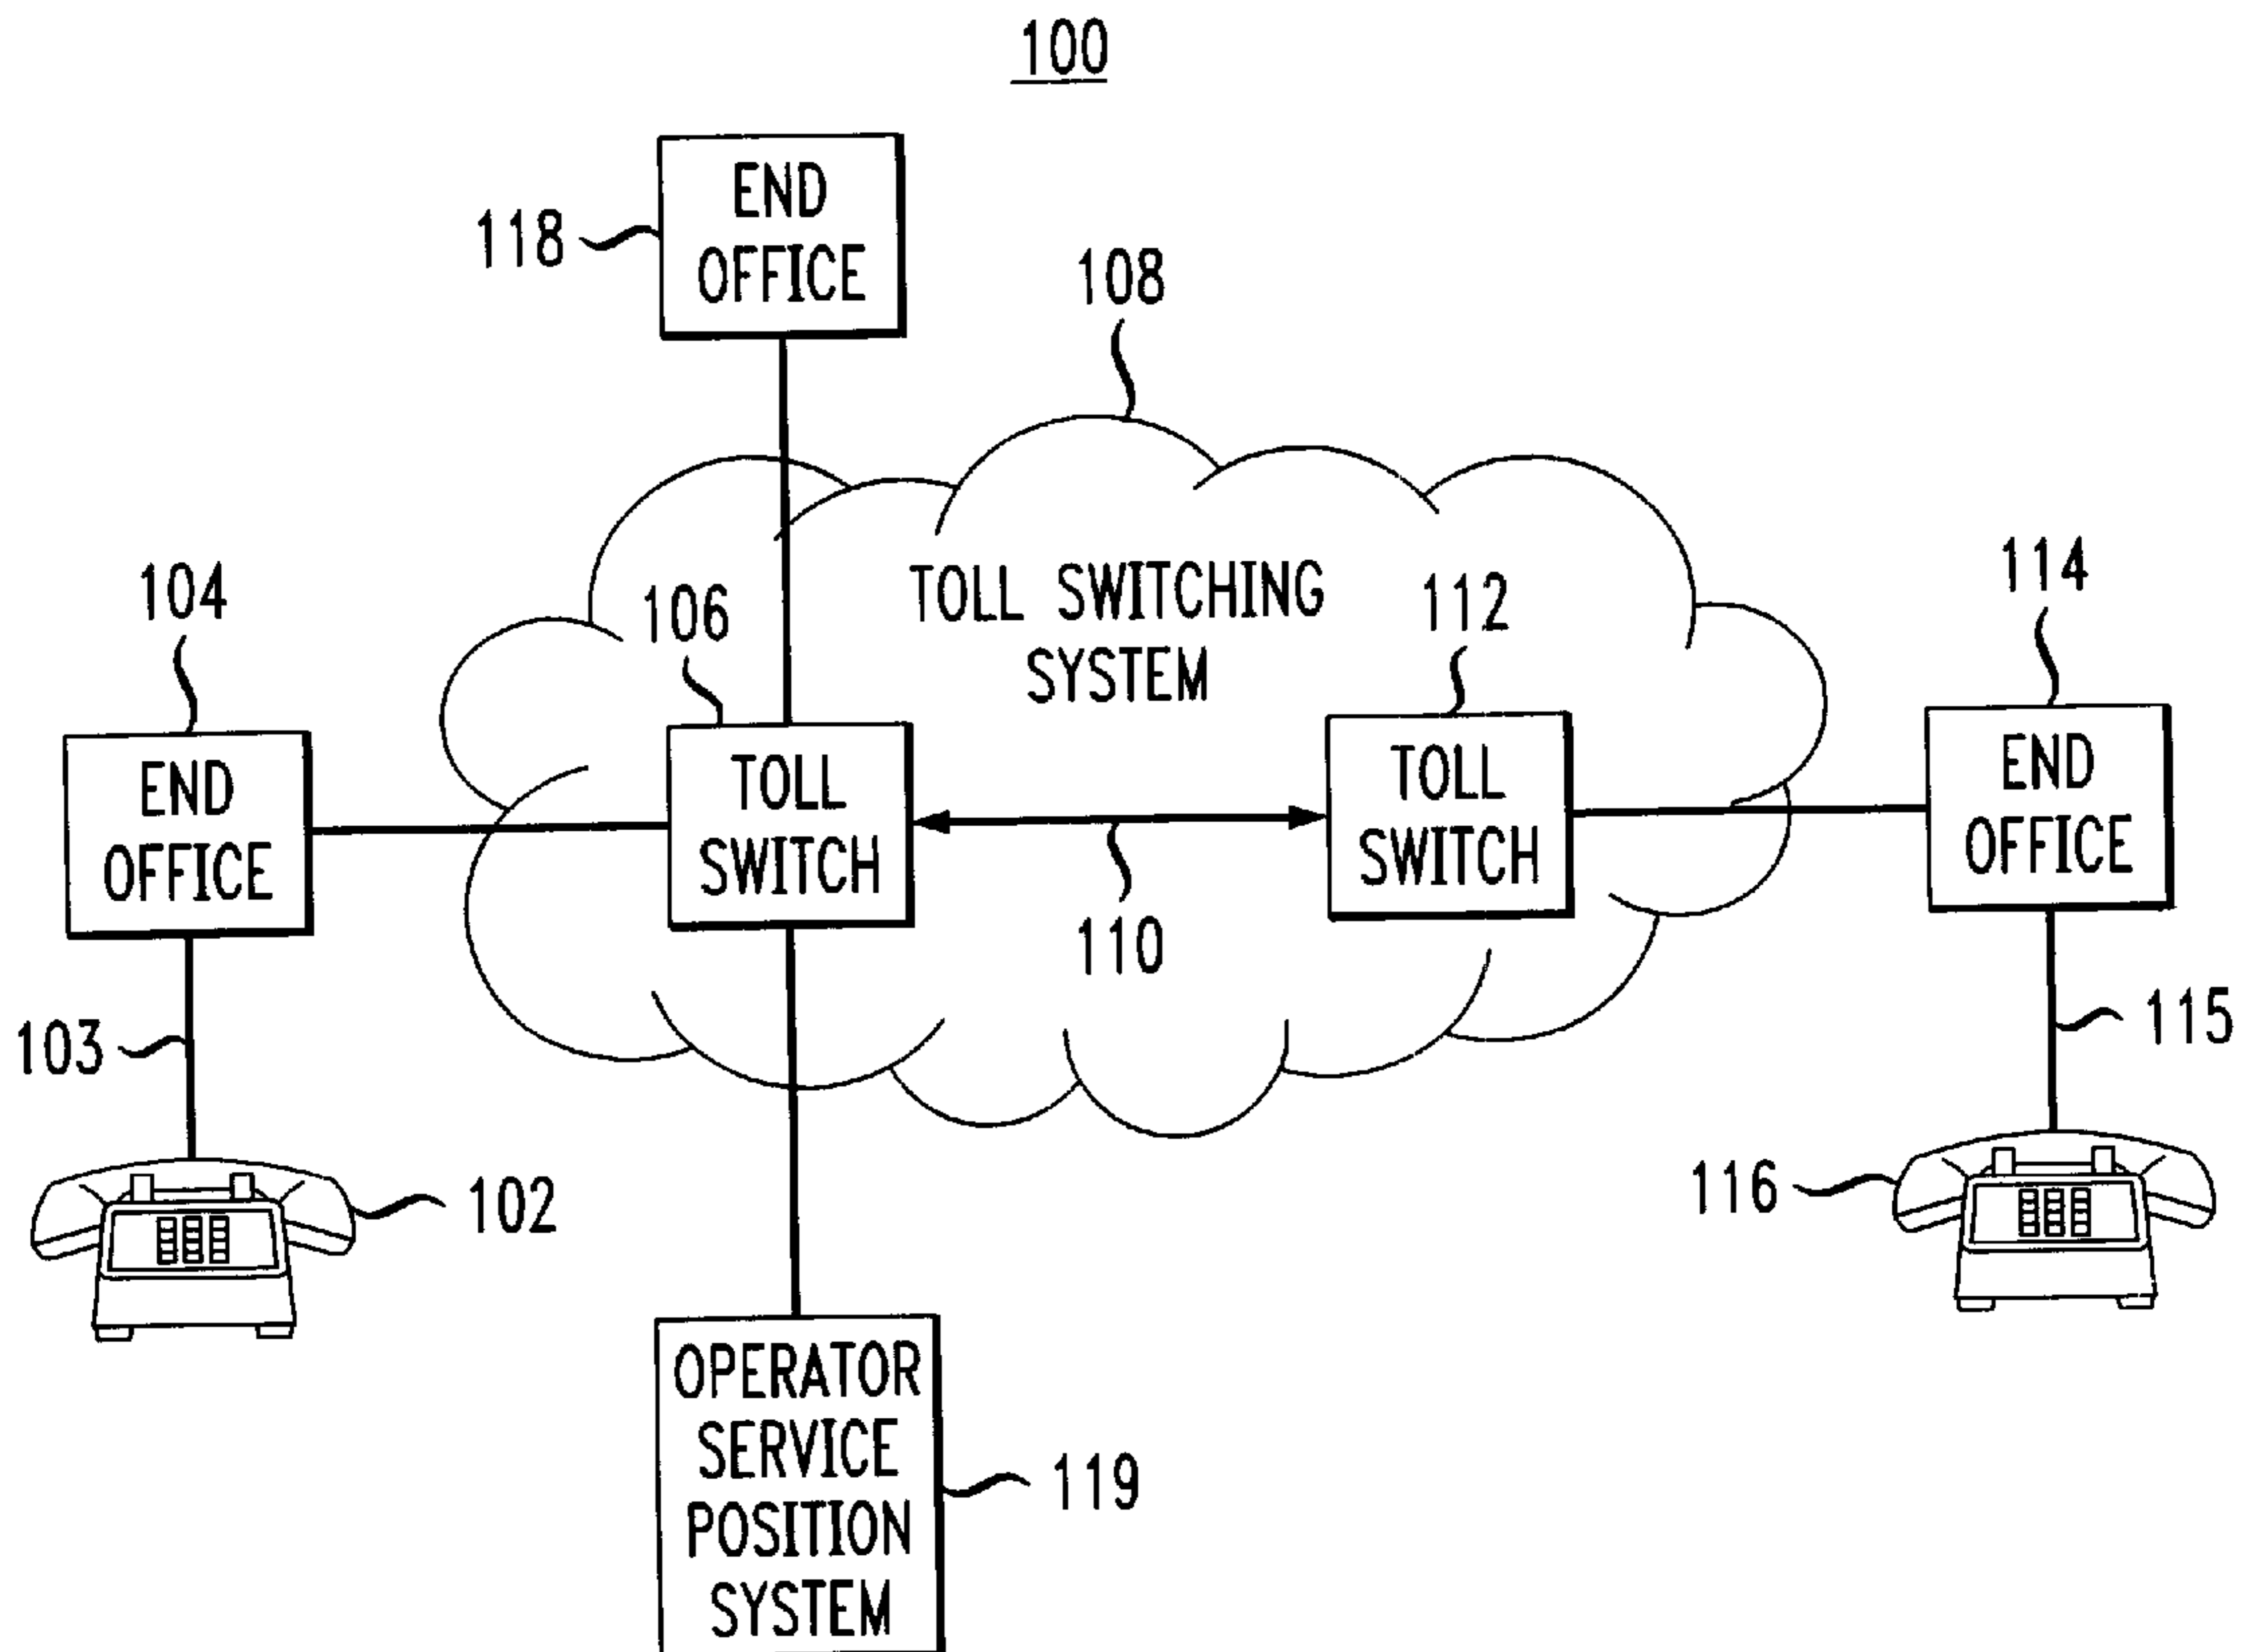 100
END
OFFICE
118
108
TOLL SWITCHING
SYSTEM
104
106
112
114
END
OFFICE
TOLL
SWITCH
TOLL
SWITCH
END
OFFICE
110
103
115
102
116
OPERATOR
SERVICE
POSITION
SYSTEM
119